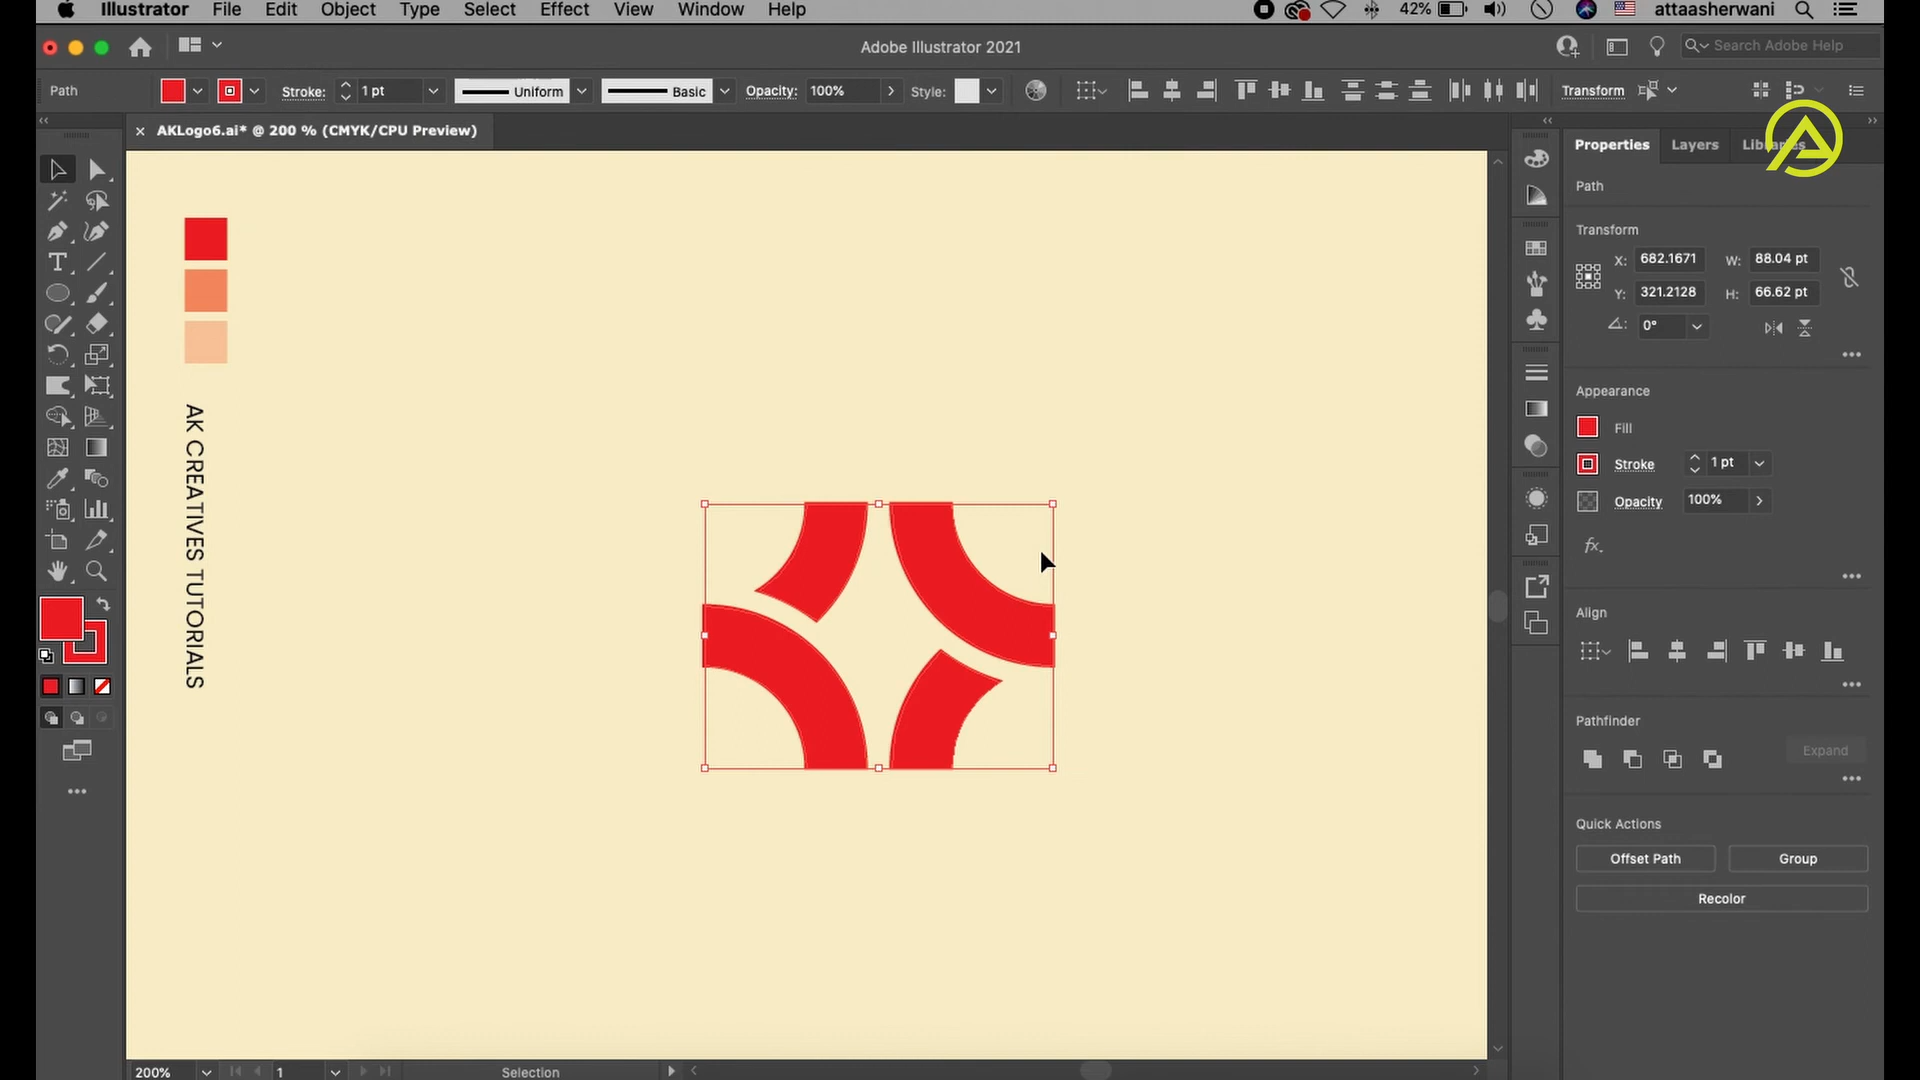 Illustrator File Edit Object Type Select Effect View Window Help 42% attaasherwani
Adobe Illustrator 2021
Search Adobe Help
Path Stroke: 1 pt Uniform Basic Opacity: 100% Style: Transform
× AKLogo6.ai* @ 200 % (CMYK/CPU Preview)
Properties Layers Libraries
Path
Transform
X: 682.1671 W: 88.04 pt
Y: 321.2128 H: 66.62 pt
0°
Appearance
Fill
Stroke 1 pt
Opacity 100%
fx.
Align
Pathfinder
Expand
Quick Actions
Offset Path Group
Recolor
AK CREATIVES TUTORIALS
200% 1 Selection